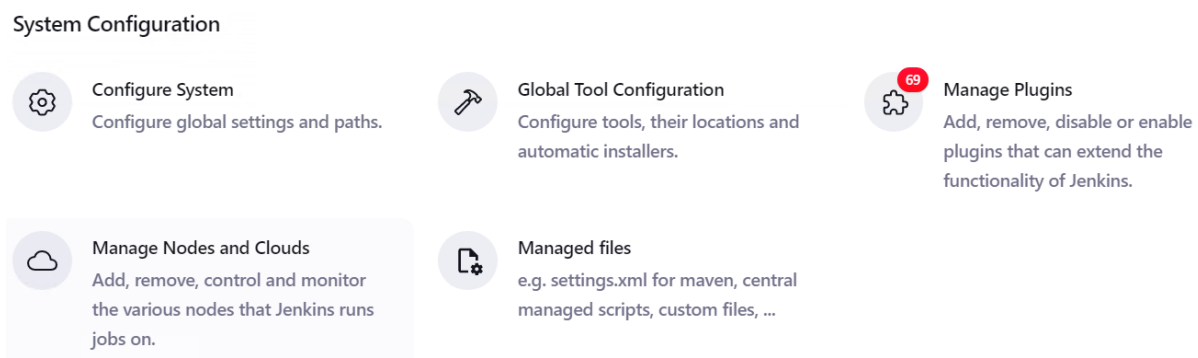 System Configuration
Configure System
Configure global settings and paths.
Global Tool Configuration
Configure tools, their locations and
automatic installers.
69
Manage Plugins
Add, remove, disable or enable
plugins that can extend the
functionality of Jenkins.
Manage Nodes and Clouds
Add, remove, control and monitor
the various nodes that Jenkins runs
jobs on.
Managed files
e.g. settings.xml for maven, central
managed scripts, custom files, ...